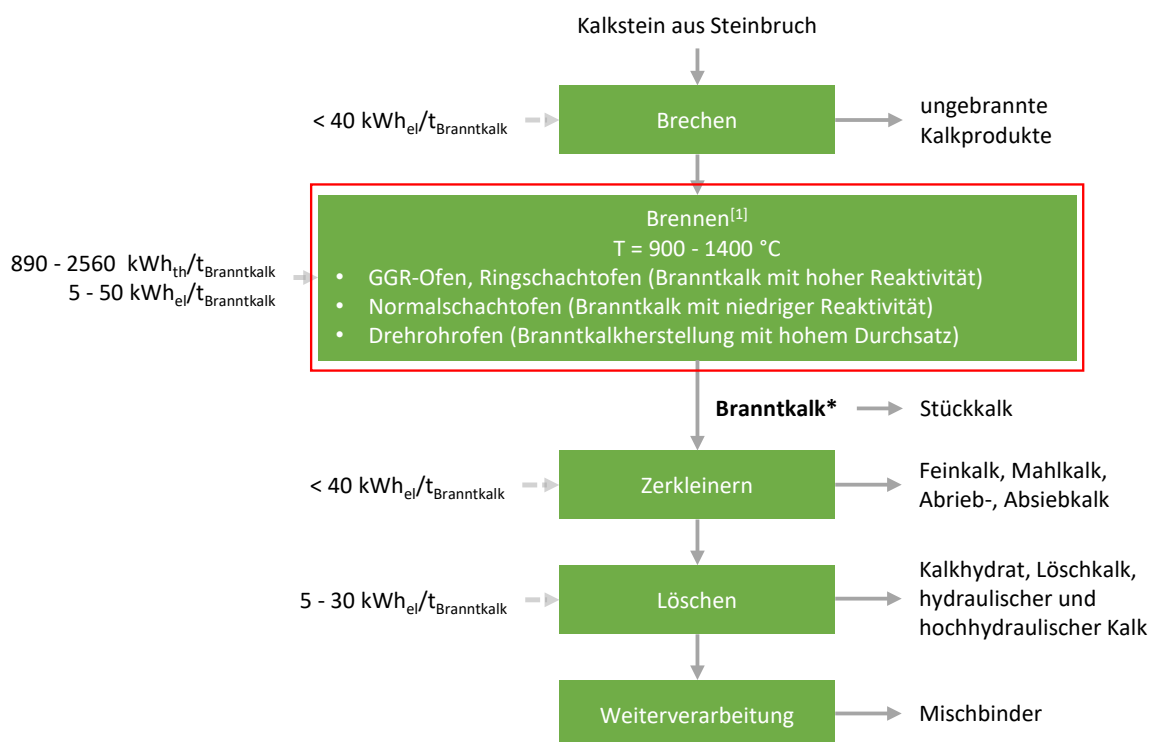 Kalkstein aus Steinbruch
< 40 kWhel/tBranntkalk
Brechen
ungebrannte
Kalkprodukte
Brennen[1]
T = 900 - 1400 °C
890 - 2560 kWhth/tBranntkalk
5 - 50 kWhel/tBranntkalk
• GGR-Ofen, Ringschachtofen (Branntkalk mit hoher Reaktivität)
• Normalschachtofen (Branntkalk mit niedriger Reaktivität)
• Drehrohrofen (Branntkalkherstellung mit hohem Durchsatz)
Branntkalk*
Stückkalk
< 40 kWhel/tBranntkalk
Zerkleinern
Feinkalk, Mahlkalk,
Abrieb-, Absiebkalk
5 - 30 kWhel/tBranntkalk
Löschen
Kalkhydrat, Löschkalk,
hydraulischer und
hochhydraulischer Kalk
Weiterverarbeitung
Mischbinder